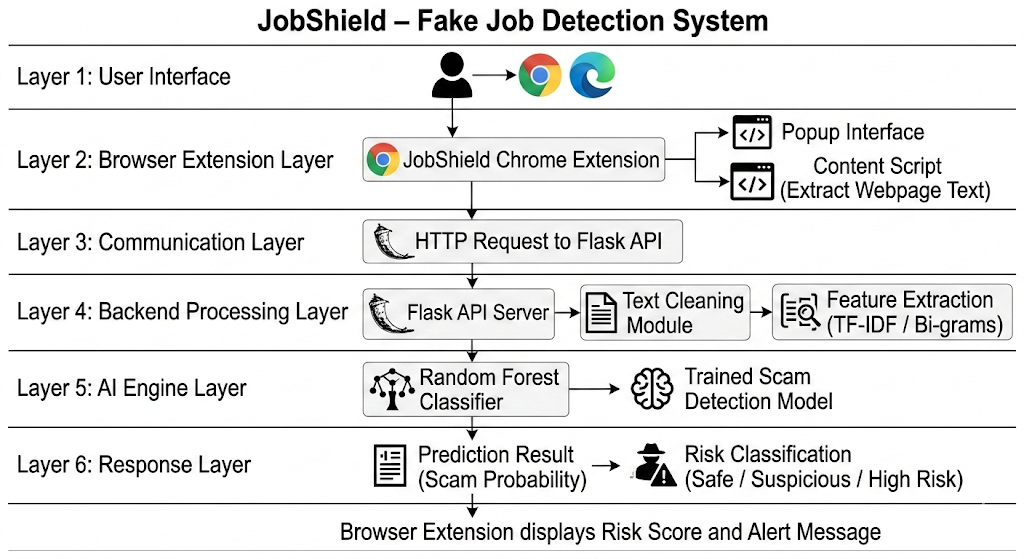 JobShield – Fake Job Detection System
Layer 1: User Interface
Layer 2: Browser Extension Layer
JobShield Chrome Extension
</> Popup Interface
</> Content Script
(Extract Webpage Text)
Layer 3: Communication Layer
HTTP Request to Flask API
Layer 4: Backend Processing Layer
Flask API Server
Text Cleaning
Module
Feature Extraction
(TF-IDF / Bi-grams)
Layer 5: AI Engine Layer
Random Forest
Classifier
Trained Scam
Detection Model
Layer 6: Response Layer
Prediction Result
(Scam Probability)
Risk Classification
(Safe / Suspicious / High Risk)
Browser Extension displays Risk Score and Alert Message